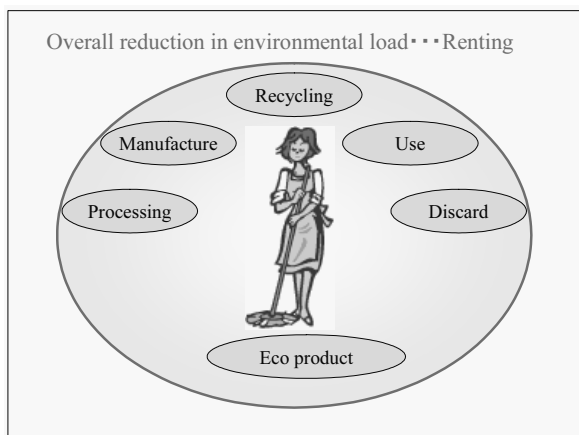 Overall reduction in environmental load・・・Renting
Recycling
Manufacture
Use
Processing
Discard
Eco product